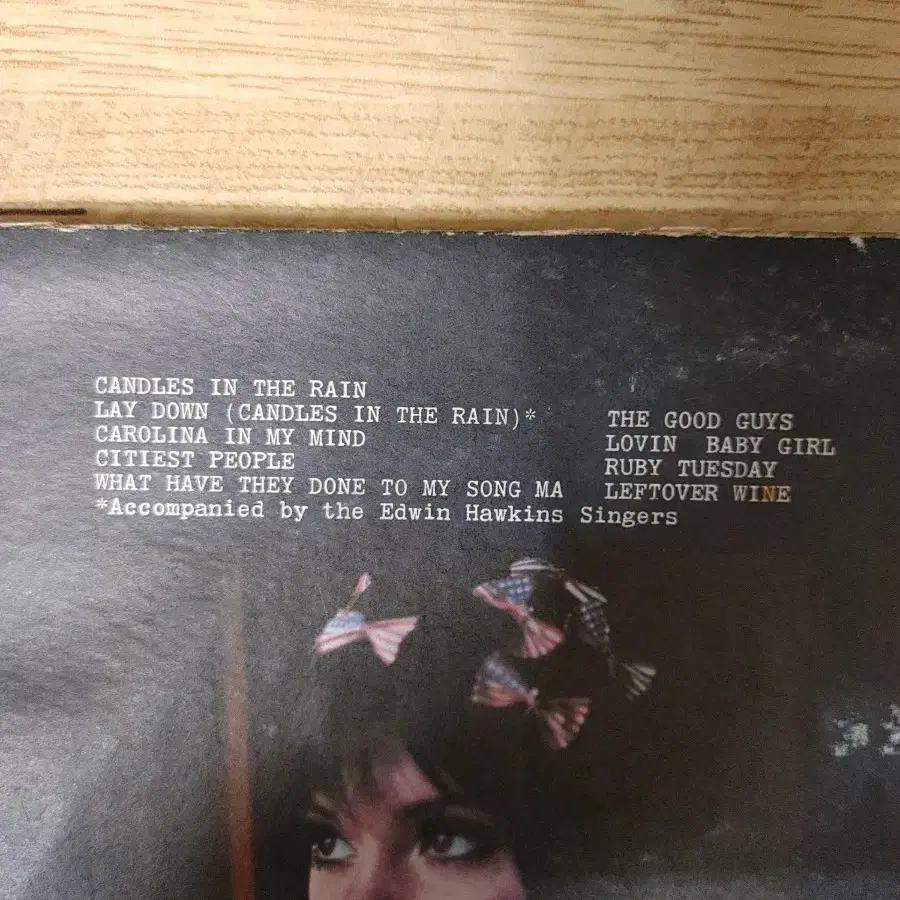 CANDLES IN THE RAIN
LAY DOWN (CANDLES IN THE RAIN)*
CAROLINA IN MY MIND
CITIEST PEOPLE
WHAT HAVE THEY DONE TO MY SONG MA
*Accompanied by the Edwin Hawkins Singers
THE GOOD GUYS
LOVIN BABY GIRL
RUBY TUESDAY
LEFTOVER WINE